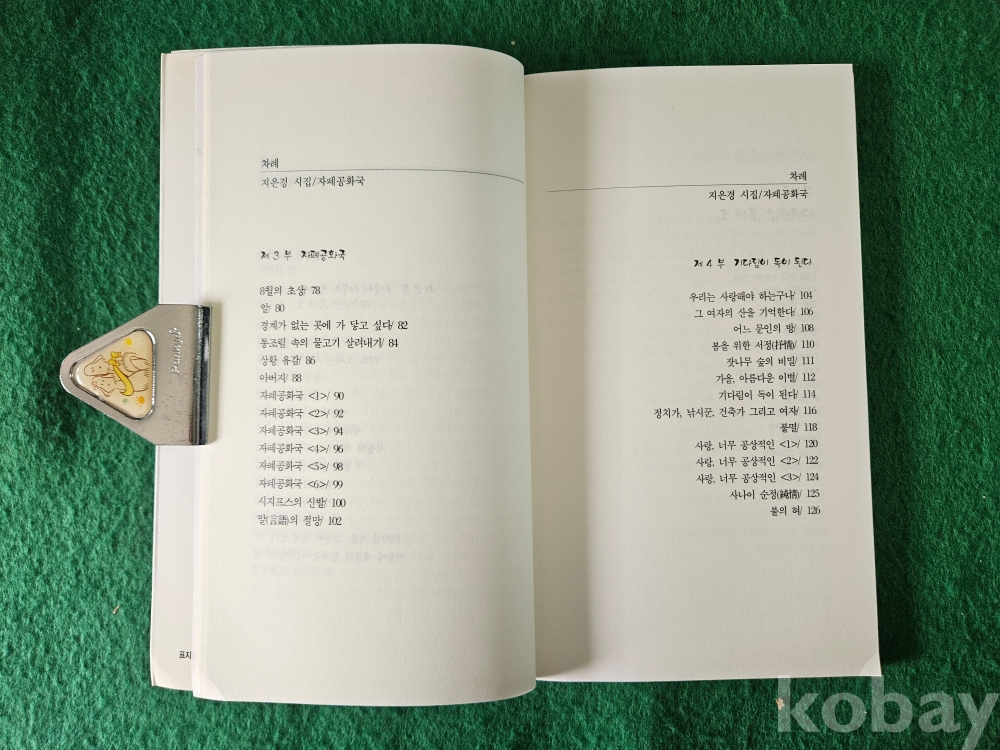 차례
지은경 시집/자폐공화국
제 3 부 자폐공화국
8월의 초상/ 78
알/ 80
경계가 없는 곳에 가 닿고 싶다/ 82
통조림 속의 물고기 살려내기/ 84
상황 유감/ 86
아버지/ 88
자폐공화국 <1>/ 90
자폐공화국 <2>/ 92
자폐공화국 <3>/ 94
자폐공화국 <4>/ 96
자폐공화국 <5>/ 98
자폐공화국 <6>/ 99
시지프스의 신발/ 100
말(言語)의 절망/ 102
표지
차례
지은경 시집/자폐공화국
제 4 부 기다림이 독이 된다
우리는 사랑해야 하는구나/ 104
그 여자의 산을 기억한다/ 106
어느 문인의 방/ 108
봄을 위한 서정(抒情)/ 110
잣나무 숲의 비밀/ 111
가을, 아름다운 이별/ 112
기다림이 독이 된다/ 114
정치가, 낚시꾼, 건축가 그리고 여자/ 116
불멸/ 118
사랑, 너무 공상적인 <1>/ 120
사랑, 너무 공상적인 <2>/ 122
사랑, 너무 공상적인 <3>/ 124
사나이 순정(純情)/ 125
불의 혀/ 126
kobay